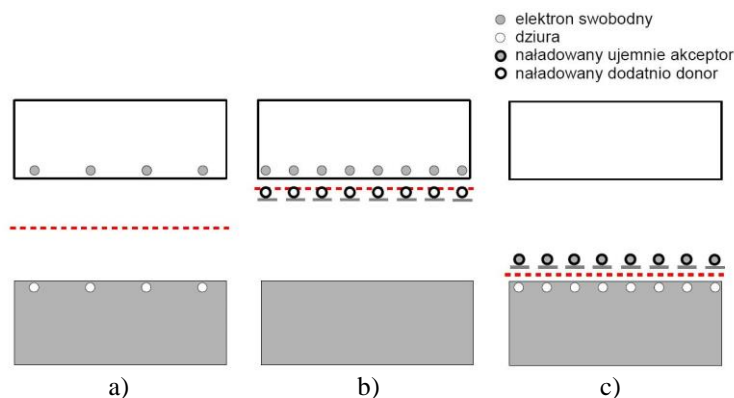 elektron swobodny
dziura
naładowany ujemnie akceptor
naładowany dodatnio donor
a) b) c)